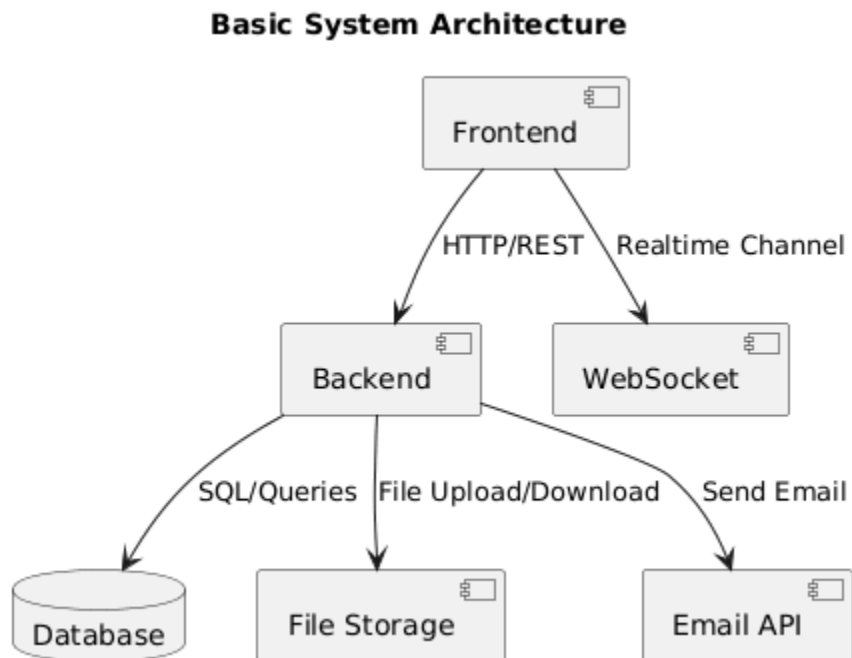 Basic System Architecture
Frontend
HTTP/REST
Realtime Channel
Backend
WebSocket
SQL/Queries
File Upload/Download
Send Email
Database
File Storage
Email API